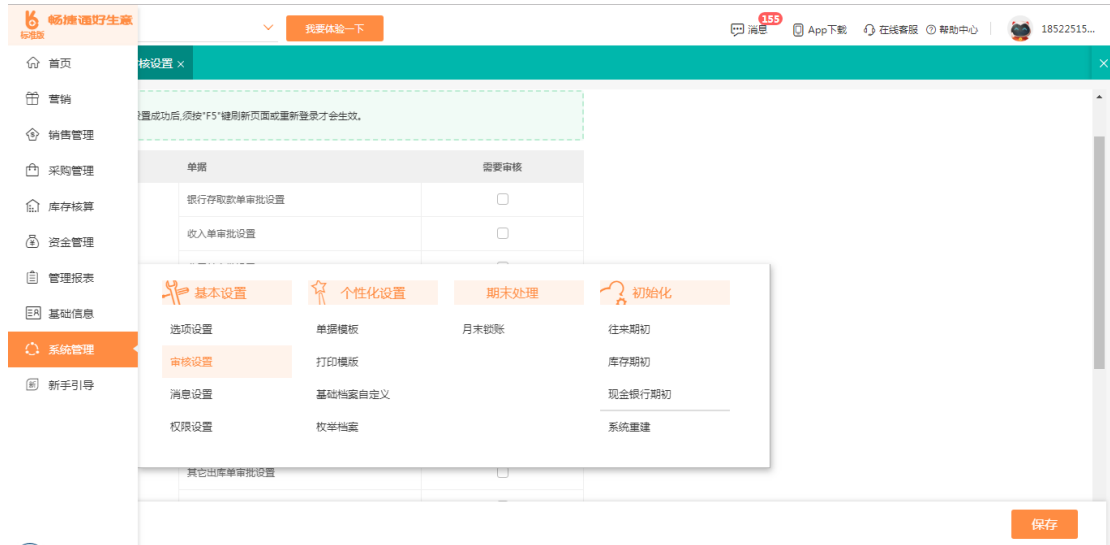 畅捷通好生意
标准版
我要体验一下
消息
155
App下载
在线客服
帮助中心
18522515...
首页
营销
销售管理
采购管理
库存核算
资金管理
管理报表
基础信息
系统管理
新手引导
核设置 ×
置成功后,须按"F5"键刷新页面或重新登录才会生效。
单据
需要审核
银行存取款单审批设置
收入单审批设置
基本设置
选项设置
审核设置
消息设置
权限设置
个性化设置
单据模板
打印模版
基础档案自定义
枚举档案
期末处理
月末锁账
初始化
往来期初
库存期初
现金银行期初
系统重建
其它出库单审批设置
保存